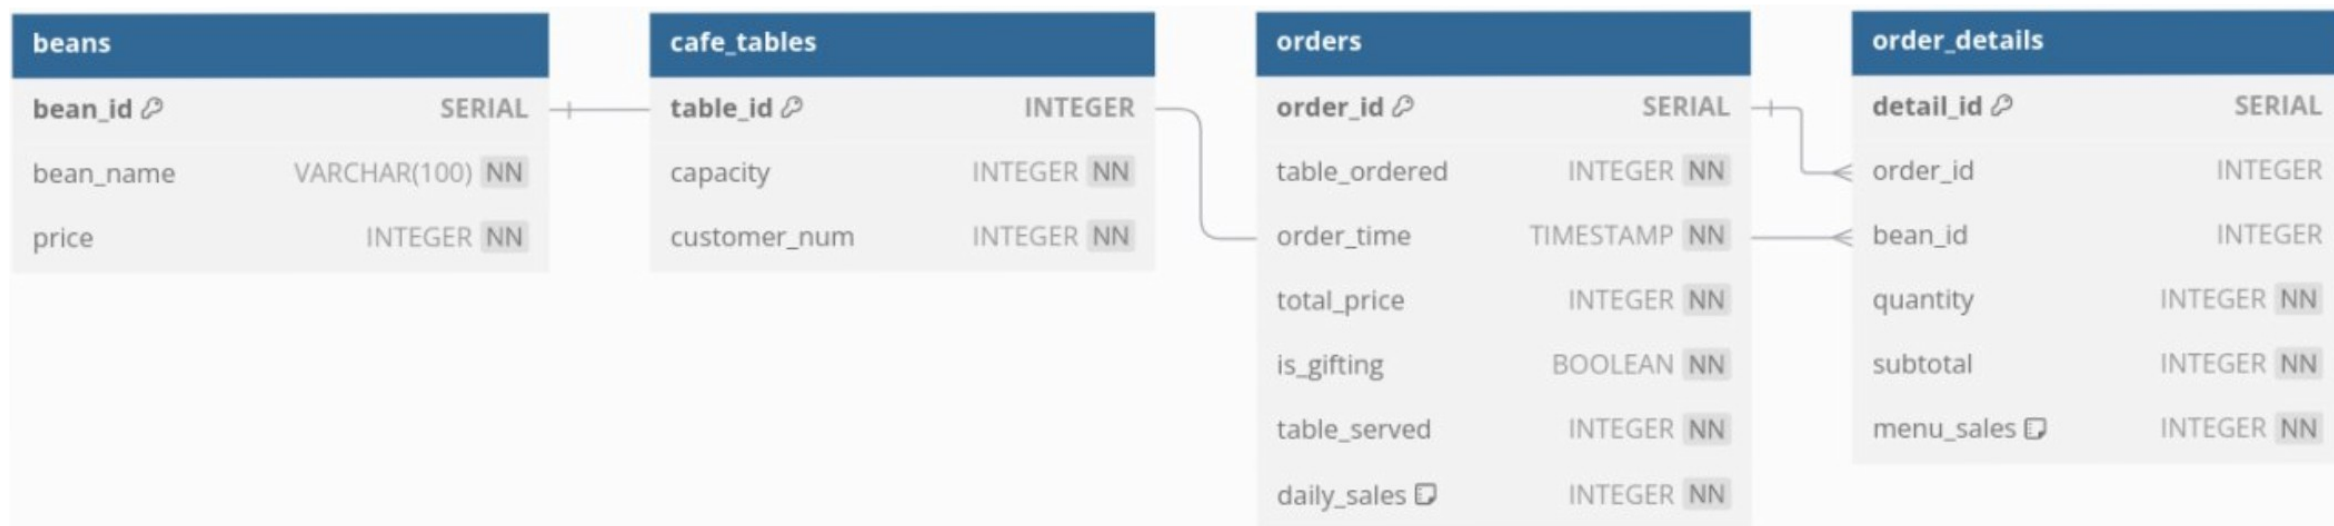 beans
bean_id SERIAL
bean_name VARCHAR(100) NN
price INTEGER NN
cafe_tables
table_id INTEGER
capacity INTEGER NN
customer_num INTEGER NN
orders
order_id SERIAL
table_ordered INTEGER NN
order_time TIMESTAMP NN
total_price INTEGER NN
is_gifting BOOLEAN NN
table_served INTEGER NN
daily_sales INTEGER NN
order_details
detail_id SERIAL
order_id INTEGER
bean_id INTEGER
quantity INTEGER NN
subtotal INTEGER NN
menu_sales INTEGER NN